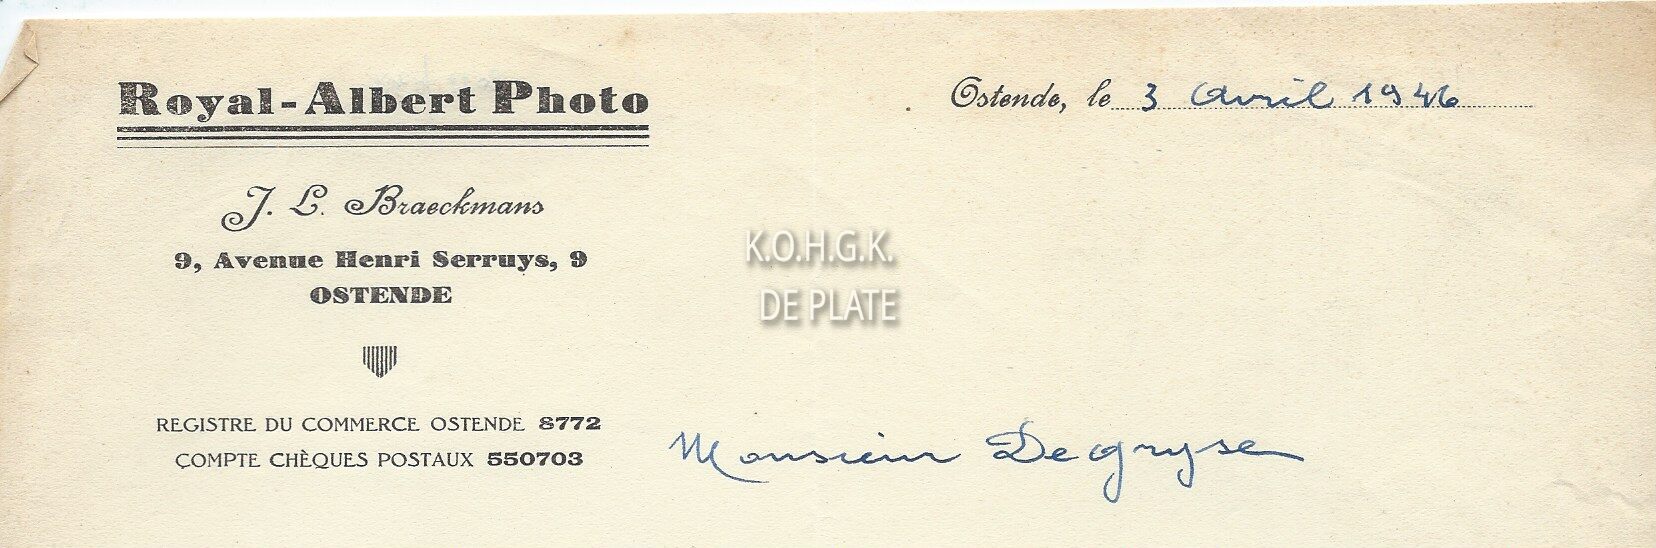 Royal-Albert Photo
Ostende, le 3 Avril 1946
J. L. Braeckmans
9, Avenue Henri Serruys, 9
OSTENDE
K.O.H.G.K.
DE PLATE
REGISTRE DU COMMERCE OSTENDE 8772
COMPTE CHÈQUES POSTAUX 550703
Monsieur Degryse